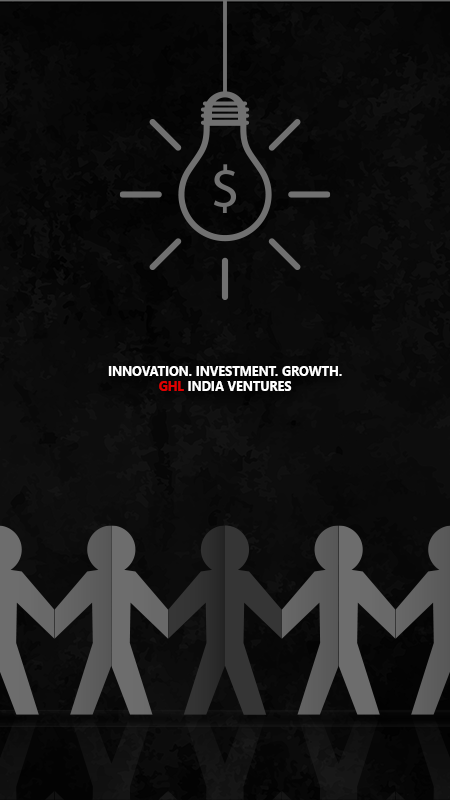 $
INNOVATION. INVESTMENT. GROWTH.
GHL INDIA VENTURES